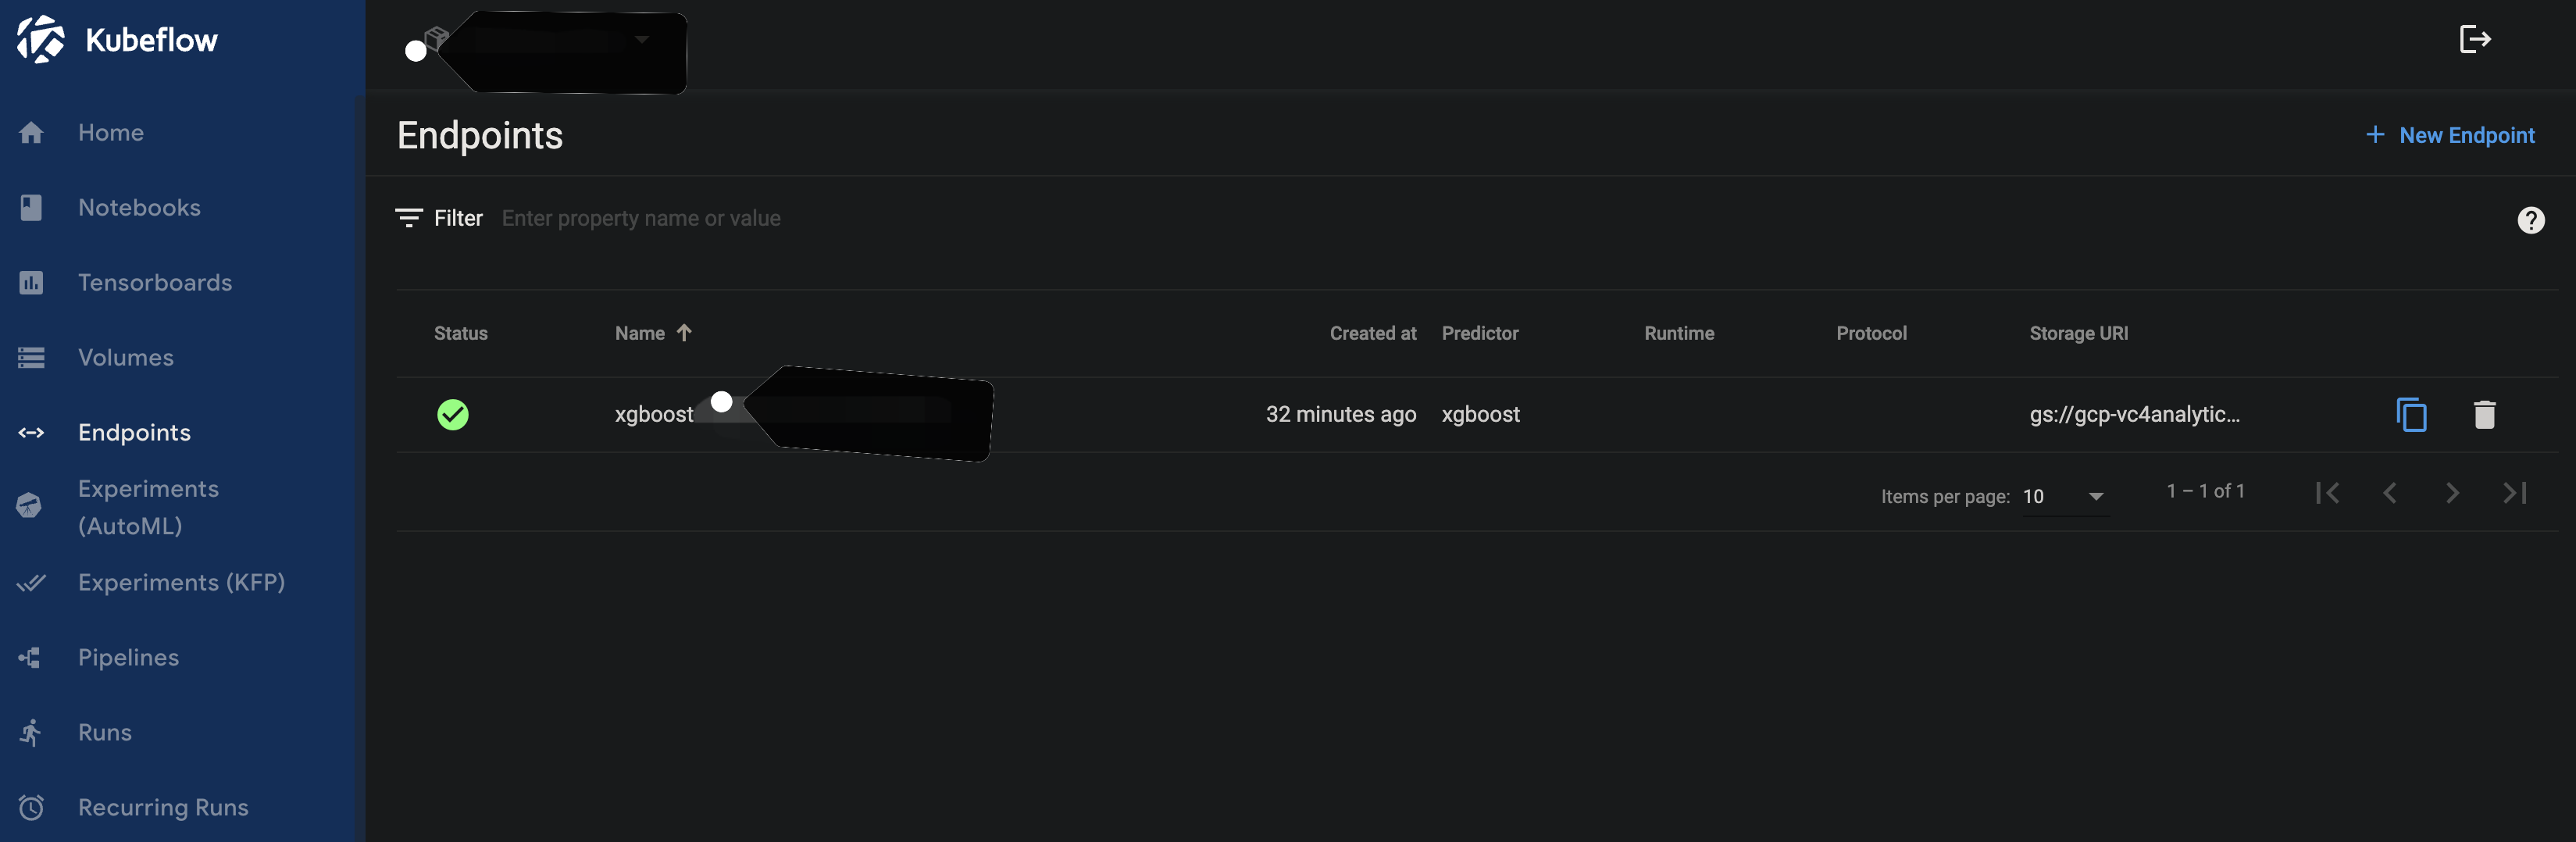 Kubeflow
Home
Notebooks
Tensorboards
Volumes
Endpoints
Experiments
(AutoML)
Experiments (KFP)
Pipelines
Runs
Recurring Runs
Endpoints
+ New Endpoint
Filter Enter property name or value
?
Status Name Created at Predictor Runtime Protocol Storage URI
xgboost 32 minutes ago xgboost gs://gcp-vc4analytic...
Items per page: 10 1 – 1 of 1